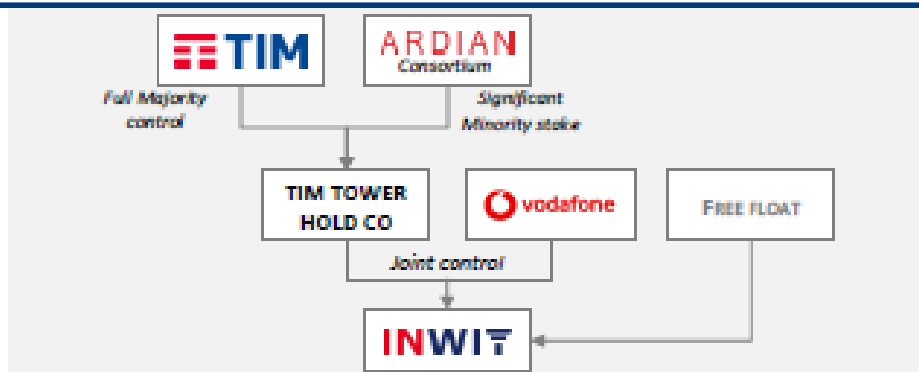 TIM
ARDIAN
Consortium
Full Majority
control
Significant
Minority stake
TIM TOWER
HOLD CO
vodafone
FREE FLOAT
Joint control
INWIT